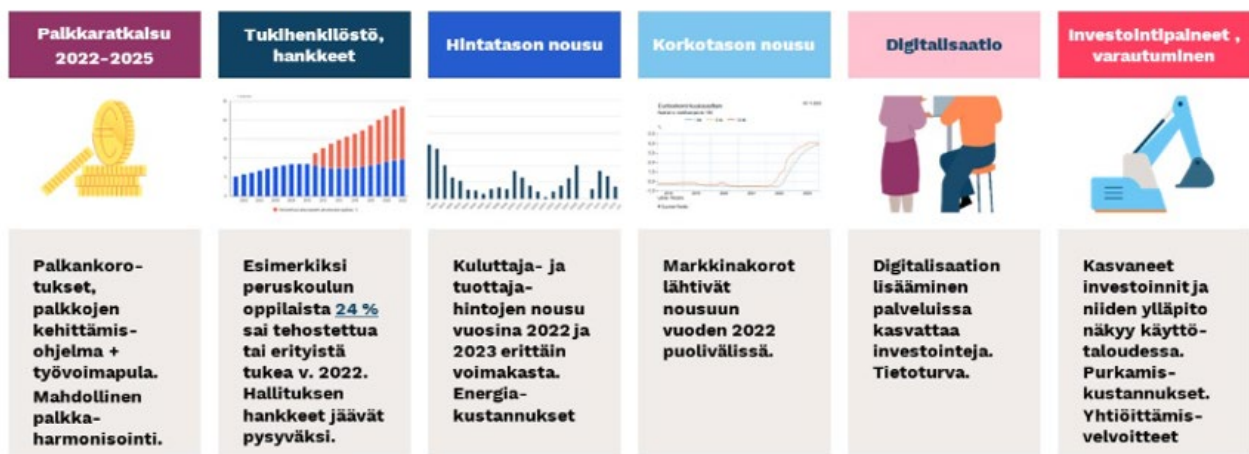 Palkkaratkaisu
2022-2025
Tukihenkilöstö,
hankkeet
Hintatason nousu
Korkotason nousu
Digitalisaatio
Investointipaineet ,
varautuminen
Palkankoro-
tukset,
palkkojen
kehittämis-
ohjelma +
työvoimapula.
Mahdollinen
palkka-
harmonisointi.
Esimerkiksi
peruskoulun
oppilaista 24 %
sai tehostettua
tai erityistä
tukea v. 2022.
Hallituksen
hankkeet jäävät
pysyväksi.
Kuluttaja- ja
tuottaja-
hintojen nousu
vuosina 2022 ja
2023 erittäin
voimakasta.
Energia-
kustannukset
Markkinakorot
lähtivät
nousuun
vuoden 2022
puolivälissä.
Digitalisaation
lisääminen
palveluissa
kasvattaa
investointeja.
Tietoturva.
Kasvaneet
investoinnit ja
niiden ylläpito
näkyy käyttö-
taloudessa.
Purkamis-
kustannukset.
Yhtiöittämis-
velvoitteet